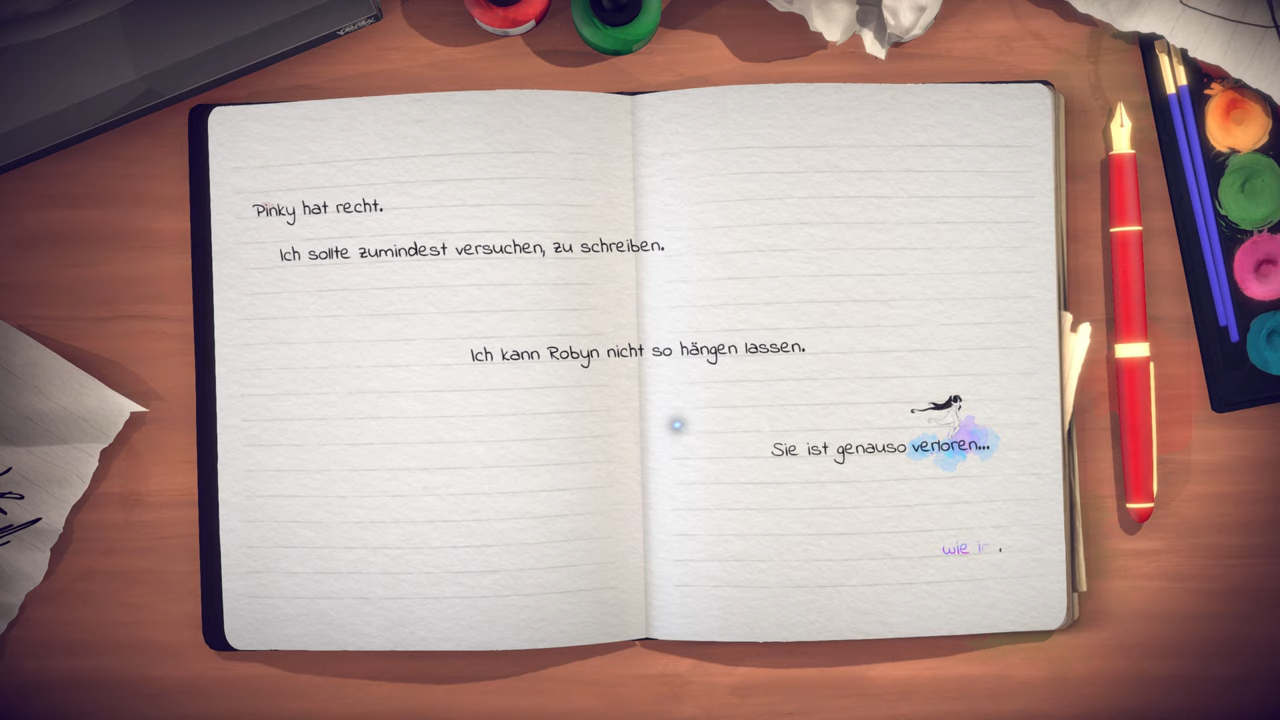 Pinky hat recht.
Ich sollte zumindest versuchen, zu schreiben.
Ich kann Robyn nicht so hängen lassen.
Sie ist genauso verloren...
wie